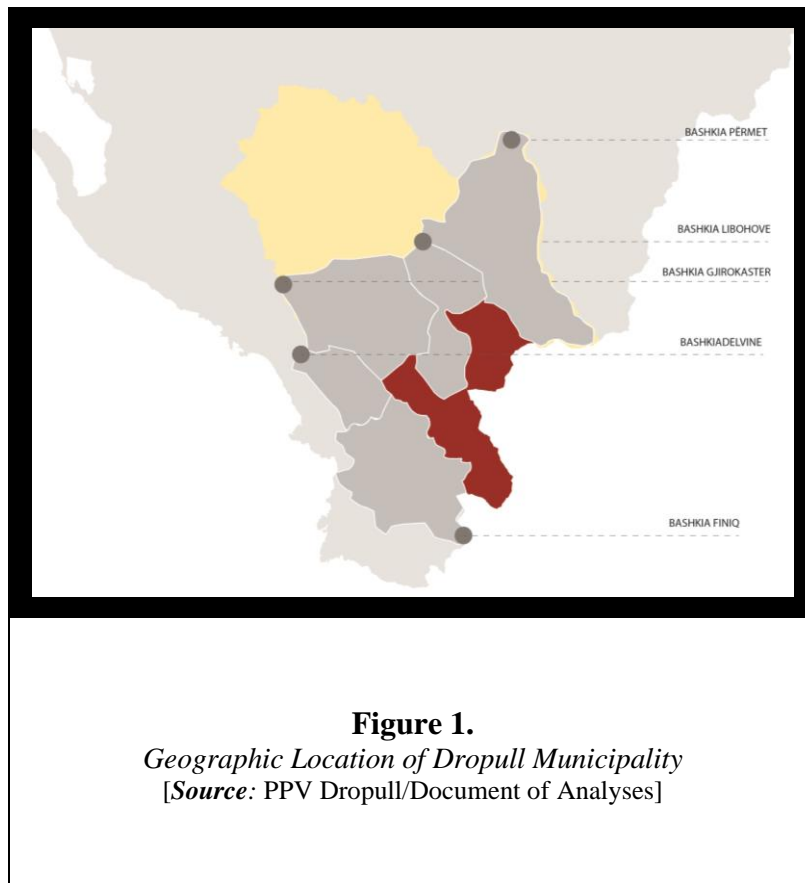 BASHKIA PËRMET
BASHKIA LIBOHOVE
BASHKIA GJIROKASTER
BASHKIADELVINE
BASHKIA FINIQ
Figure 1.
Geographic Location of Dropull Municipality
[Source: PPV Dropull/Document of Analyses]